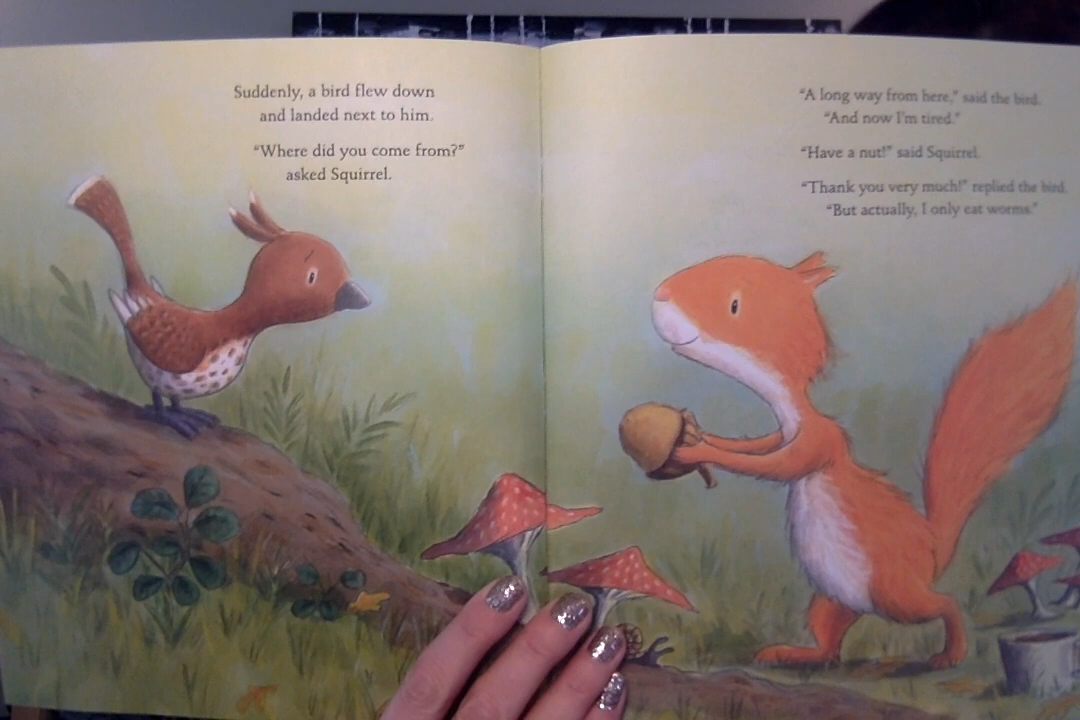 Suddenly, a bird flew down
and landed next to him.
“Where did you come from?”
asked Squirrel.
“A long way from here,” said the bird.
“And now I’m tired.”
“Have a nut!” said Squirrel.
“Thank you very much!” replied the bird.
“But actually, I only eat worms.”